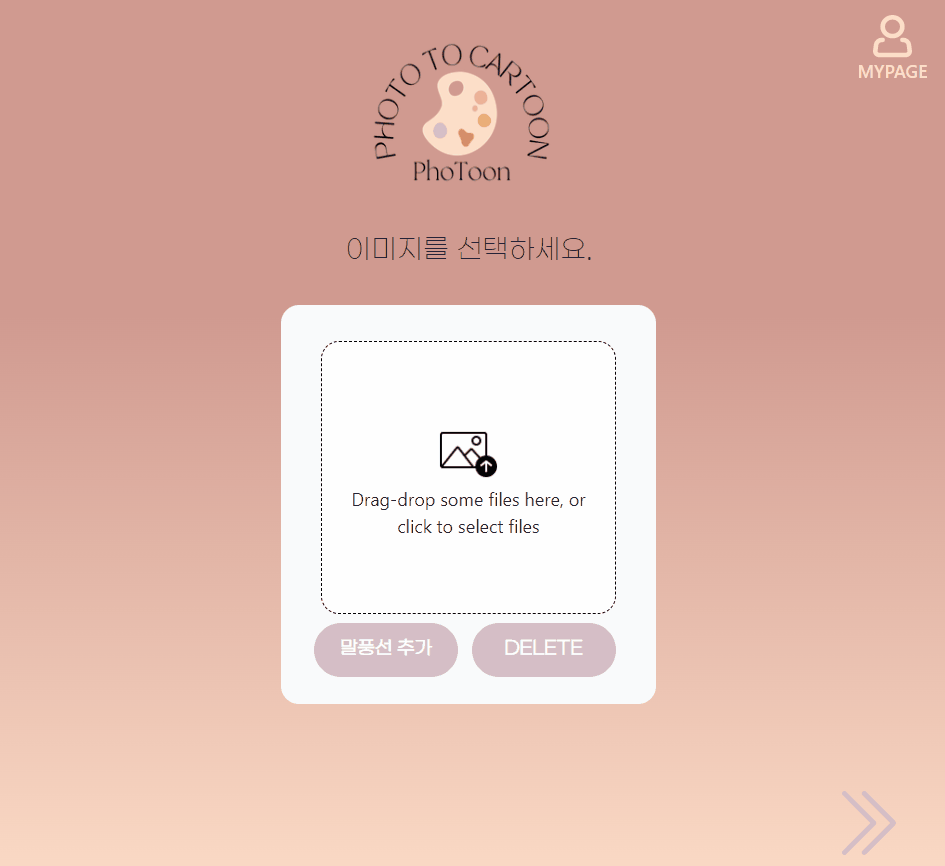 MYPAGE
PHOTO TO CARTOON
PhoToon
이미지를 선택하세요.
Drag-drop some files here, or
click to select files
말풍선 추가
DELETE